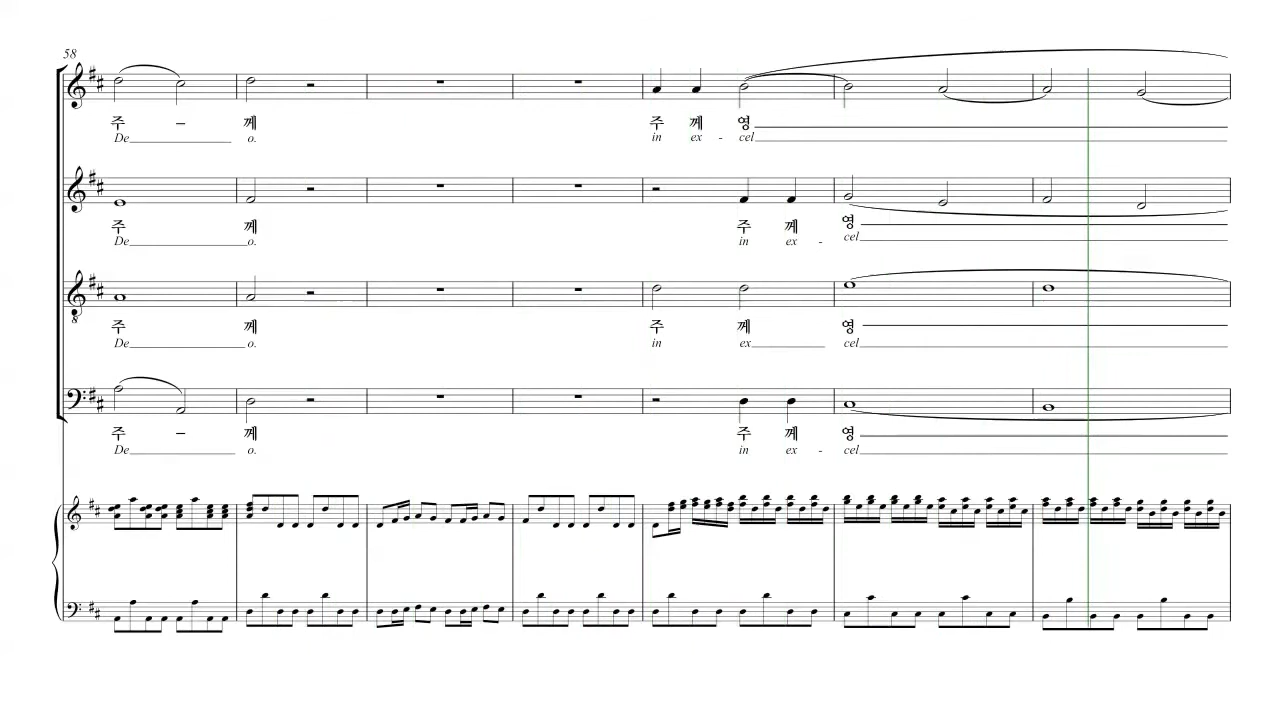 58
주 – 께 주 께 영
De o. in ex - cel
주 께 주 께 영
De o. in ex - cel
주 께 주 께 영
De o. in ex cel
주 – 께 주 께 영
De o. in ex - cel